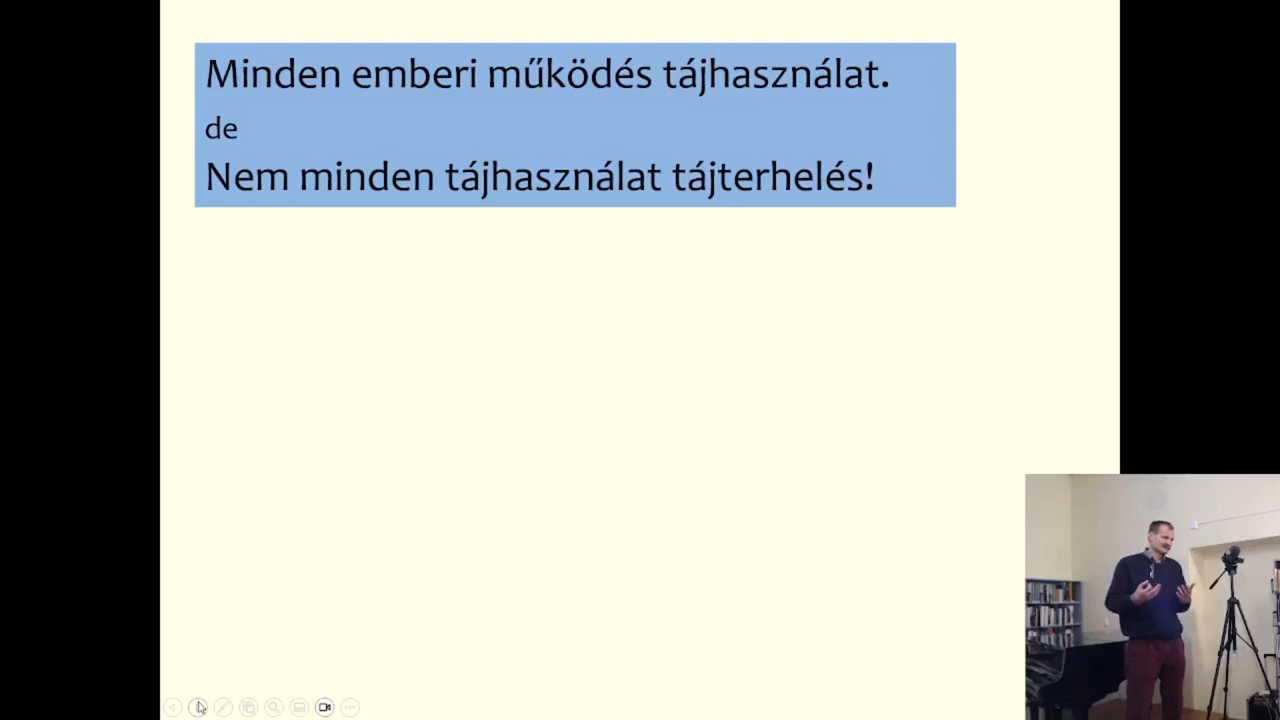 Minden emberi működés tájhasználat.
de
Nem minden tájhasználat tájterhelés!